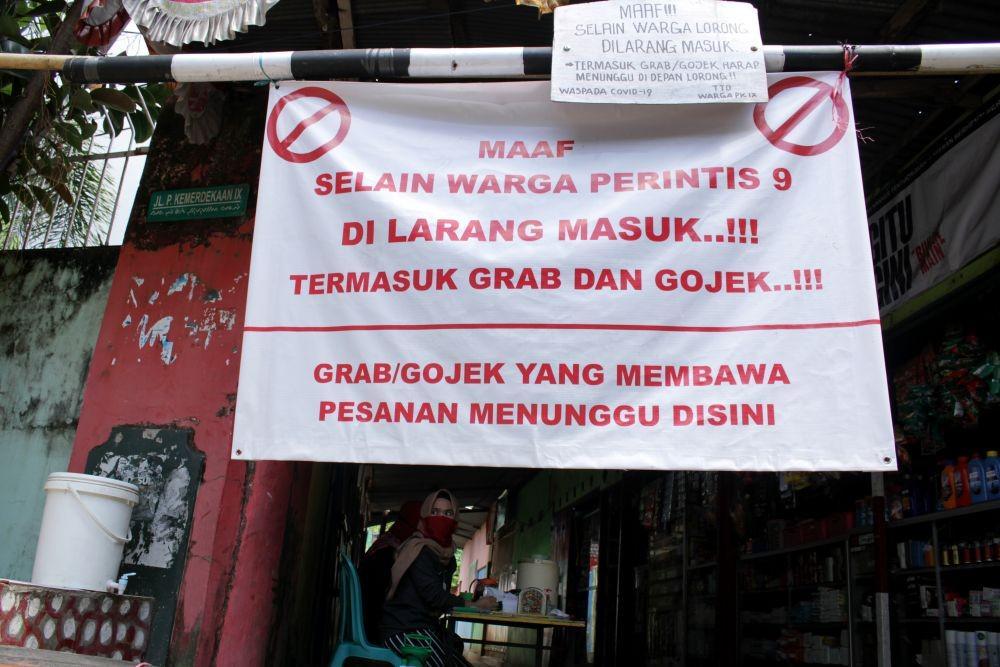 MAAF!!!
SELAIN WARGA LORONG
DILARANG MASUK.
→TERMASUK GRAB/GOJEK HARAP
MENUNGGU DI DEPAN LORONG!!
WASPADA COVID-19 TTD
WARGA PK IX
MAAF
SELAIN WARGA PERINTIS 9
DI LARANG MASUK..!!!
TERMASUK GRAB DAN GOJEK..!!!
GRAB/GOJEK YANG MEMBAWA
PESANAN MENUNGGU DISINI
JL. P. KEMERDEKAAN IX